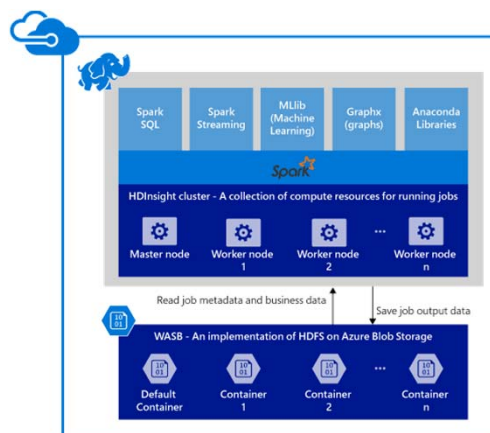 Spark
SQL
Spark
Streaming
MLlib
(Machine
Learning)
Graphx
(graphs)
Anaconda
Libraries
Spark
HDInsight cluster - A collection of compute resources for running jobs
Master node
Worker node
1
Worker node
2
...
Worker node
n
Read job metadata and business data
Save job output data
10
01
WASB - An implementation of HDFS on Azure Blob Storage
10
01
Default
Container
10
01
Container
1
10
01
Container
2
...
10
01
Container
n